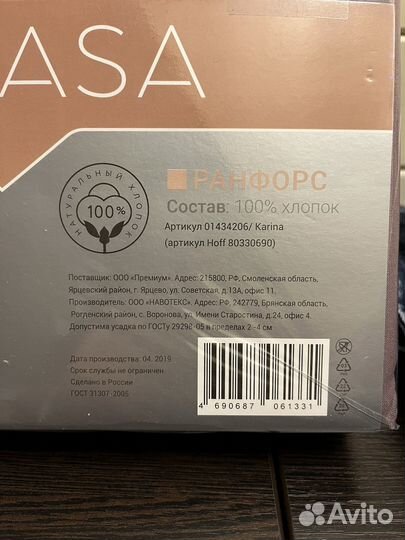 ASA
НАТУРАЛЬНЫЙ ХЛОПОК
100%
РАНФОРС
Состав: 100% хлопок
Артикул 01434206/ Karina
(артикул Hoff 80330690)
Поставщик: ООО «Премиум». Адрес: 215800, РФ, Смоленская область,
Ярцевский район, г. Ярцево, ул. Советская, д.13А, офис 11.
Производитель: ООО «НАВОТЕКС». Адрес: РФ, 242779, Брянская область,
Рогнденский район, с. Воронова, ул. Имени Старостина, д.24, офис 4.
Допустима усадка по ГОСТу 29298-05 в пределах 2 -4 см
Дата производства: 04. 2019
Срок службы не ограничен.
Сделано в России
ГОСТ 31307-2005
4 690687 061331
Avito